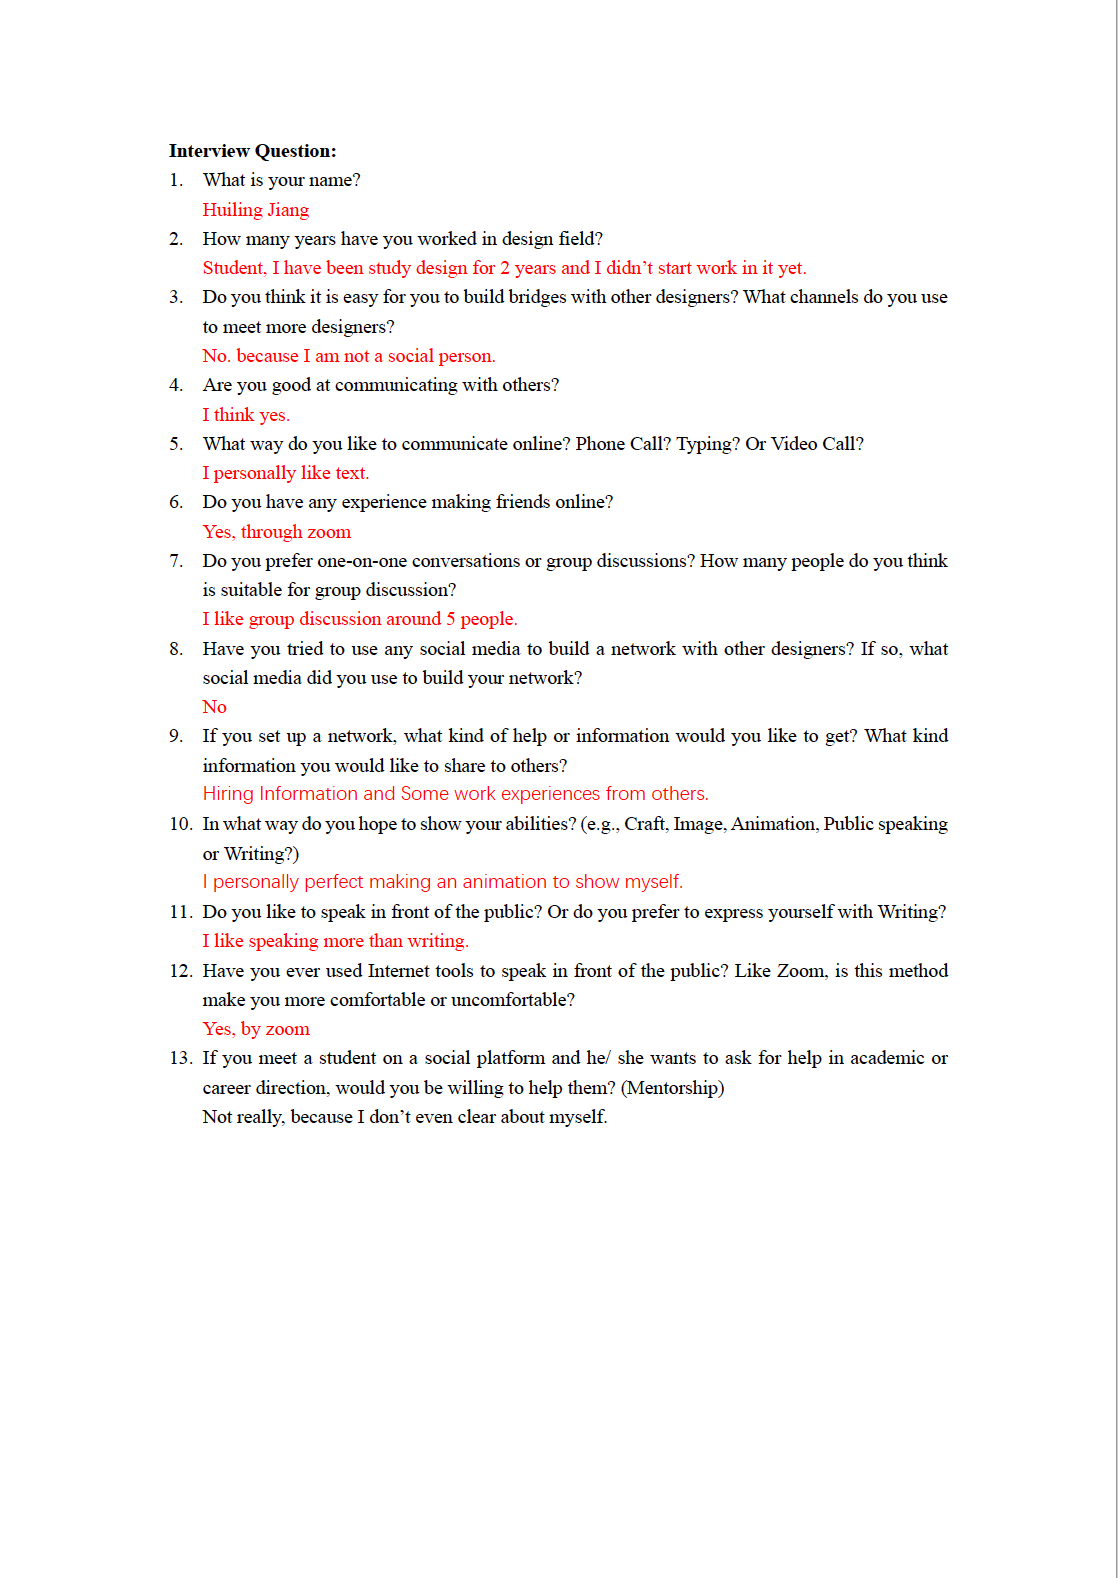 Interview Question:
1. What is your name?
Huiling Jiang
2. How many years have you worked in design field?
Student, I have been study design for 2 years and I didn’t start work in it yet.
3. Do you think it is easy for you to build bridges with other designers? What channels do you use
to meet more designers?
No. because I am not a social person.
4. Are you good at communicating with others?
I think yes.
5. What way do you like to communicate online? Phone Call? Typing? Or Video Call?
I personally like text.
6. Do you have any experience making friends online?
Yes, through zoom
7. Do you prefer one-on-one conversations or group discussions? How many people do you think
is suitable for group discussion?
I like group discussion around 5 people.
8. Have you tried to use any social media to build a network with other designers? If so, what
social media did you use to build your network?
No
9. If you set up a network, what kind of help or information would you like to get? What kind
information you would like to share to others?
Hiring Information and Some work experiences from others.
10. In what way do you hope to show your abilities? (e.g., Craft, Image, Animation, Public speaking
or Writing?)
I personally perfect making an animation to show myself.
11. Do you like to speak in front of the public? Or do you prefer to express yourself with Writing?
I like speaking more than writing.
12. Have you ever used Internet tools to speak in front of the public? Like Zoom, is this method
make you more comfortable or uncomfortable?
Yes, by zoom
13. If you meet a student on a social platform and he/ she wants to ask for help in academic or
career direction, would you be willing to help them? (Mentorship)
Not really, because I don’t even clear about myself.